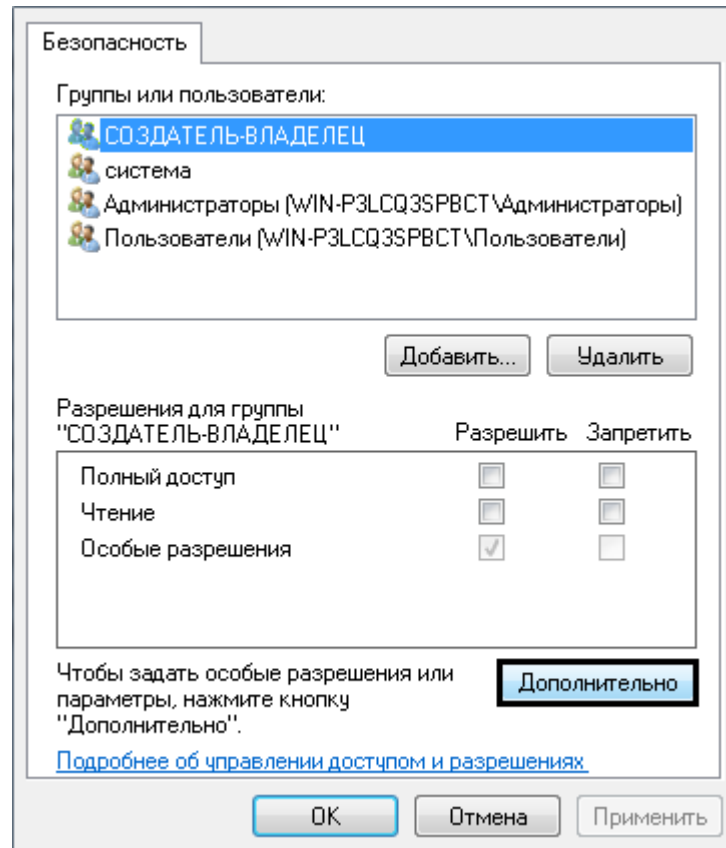 Безопасность
Группы или пользователи:
СОЗДАТЕЛЬ-ВЛАДЕЛЕЦ
система
Администраторы (WIN-P3LCQ3SPBCT\Администраторы)
Пользователи (WIN-P3LCQ3SPBCT\Пользователи)
Добавить... Удалить
Разрешения для группы
"СОЗДАТЕЛЬ-ВЛАДЕЛЕЦ" Разрешить Запретить
Полный доступ
Чтение
Особые разрешения
Чтобы задать особые разрешения или
параметры, нажмите кнопку
"Дополнительно".
Дополнительно
Подробнее об управлении доступом и разрешениях
OK Отмена Применить